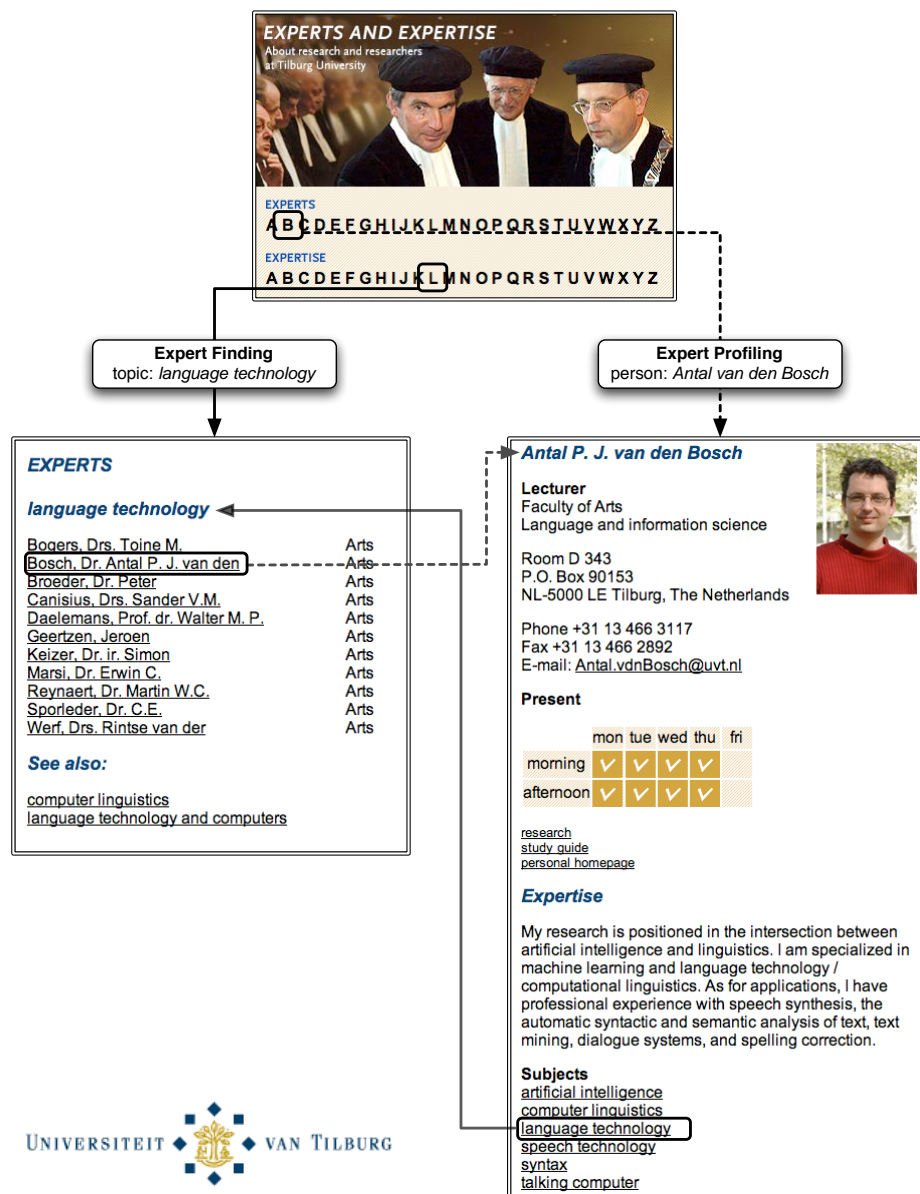 EXPERTS AND EXPERTISE
About research and researchers
at Tilburg University
EXPERTS
A B C D E F G H I J K L M N O P Q R S T U V W X Y Z
EXPERTISE
A B C D E F G H I J K L M N O P Q R S T U V W X Y Z
Expert Finding
topic: language technology
Expert Profiling
person: Antal van den Bosch
EXPERTS
language technology
Bogers, Drs. Toine M. Arts
Bosch, Dr. Antal P. J. van den Arts
Broeder, Dr. Peter Arts
Canisius, Drs. Sander V.M. Arts
Daelemans, Prof. dr. Walter M. P. Arts
Geertzen, Jeroen Arts
Keizer, Dr. ir. Simon Arts
Marsi, Dr. Erwin C. Arts
Reynaert, Dr. Martin W.C. Arts
Sporleder, Dr. C.E. Arts
Werf, Drs. Rintse van der Arts
See also:
computer linguistics
language technology and computers
Antal P. J. van den Bosch
Lecturer
Faculty of Arts
Language and information science
Room D 343
P.O. Box 90153
NL-5000 LE Tilburg, The Netherlands
Phone +31 13 466 3117
Fax +31 13 466 2892
E-mail: Antal.vdnBosch@uvt.nl
Present
mon tue wed thu fri
morning
afternoon
research
study guide
personal homepage
Expertise
My research is positioned in the intersection between
artificial intelligence and linguistics. I am specialized in
machine learning and language technology /
computational linguistics. As for applications, I have
professional experience with speech synthesis, the
automatic syntactic and semantic analysis of text, text
mining, dialogue systems, and spelling correction.
Subjects
artificial intelligence
computer linguistics
language technology
speech technology
syntax
talking computer
UNIVERSITEIT VAN TILBURG